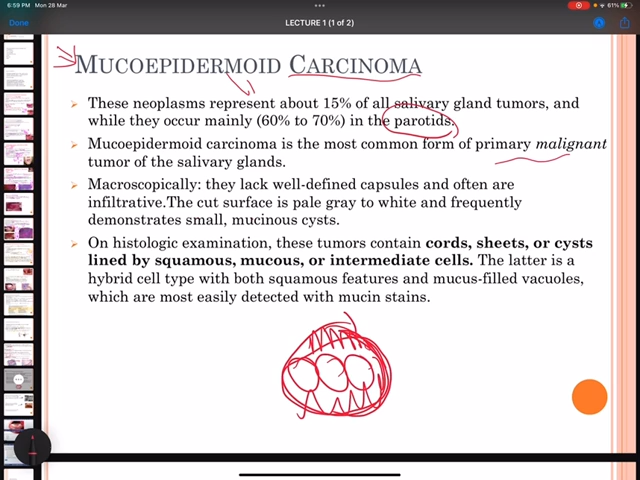 6:59 PM Mon 28 Mar
61%
Done
LECTURE 1 (1 of 2)
MUCOEPIDERMOID CARCINOMA
These neoplasms represent about 15% of all salivary gland tumors, and
while they occur mainly (60% to 70%) in the parotids.
Mucoepidermoid carcinoma is the most common form of primary malignant
tumor of the salivary glands.
Macroscopically: they lack well-defined capsules and often are
infiltrative.The cut surface is pale gray to white and frequently
demonstrates small, mucinous cysts.
On histologic examination, these tumors contain cords, sheets, or cysts
lined by squamous, mucous, or intermediate cells. The latter is a
hybrid cell type with both squamous features and mucus-filled vacuoles,
which are most easily detected with mucin stains.